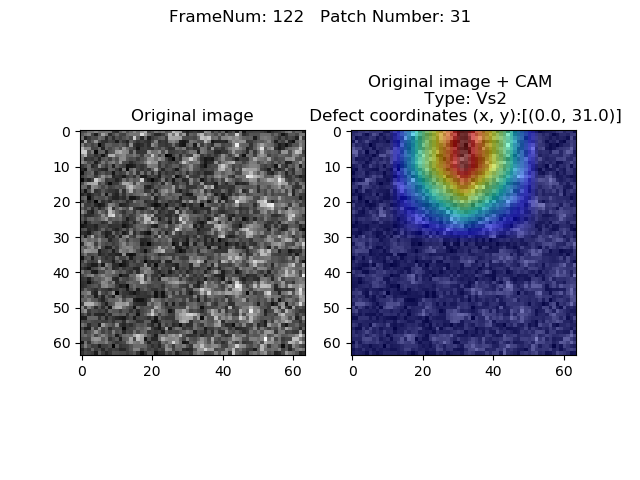 FrameNum: 122   Patch Number: 31
Original image
Original image + CAM
Type: Vs2
Defect coordinates (x, y):[(0.0, 31.0)]
0
10
20
30
40
50
60
0 20 40 60
0
10
20
30
40
50
60
0 20 40 60